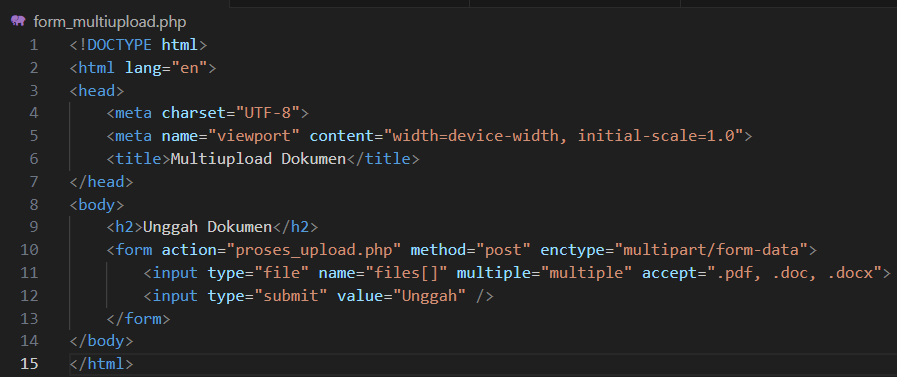 form_multiupload.php
1 <!DOCTYPE html>
2 <html lang="en">
3 <head>
4     <meta charset="UTF-8">
5     <meta name="viewport" content="width=device-width, initial-scale=1.0">
6     <title>Multiupload Dokumen</title>
7 </head>
8 <body>
9     <h2>Unggah Dokumen</h2>
10     <form action="proses_upload.php" method="post" enctype="multipart/form-data">
11         <input type="file" name="files[]" multiple="multiple" accept=".pdf, .doc, .docx">
12         <input type="submit" value="Unggah" />
13     </form>
14 </body>
15 </html>